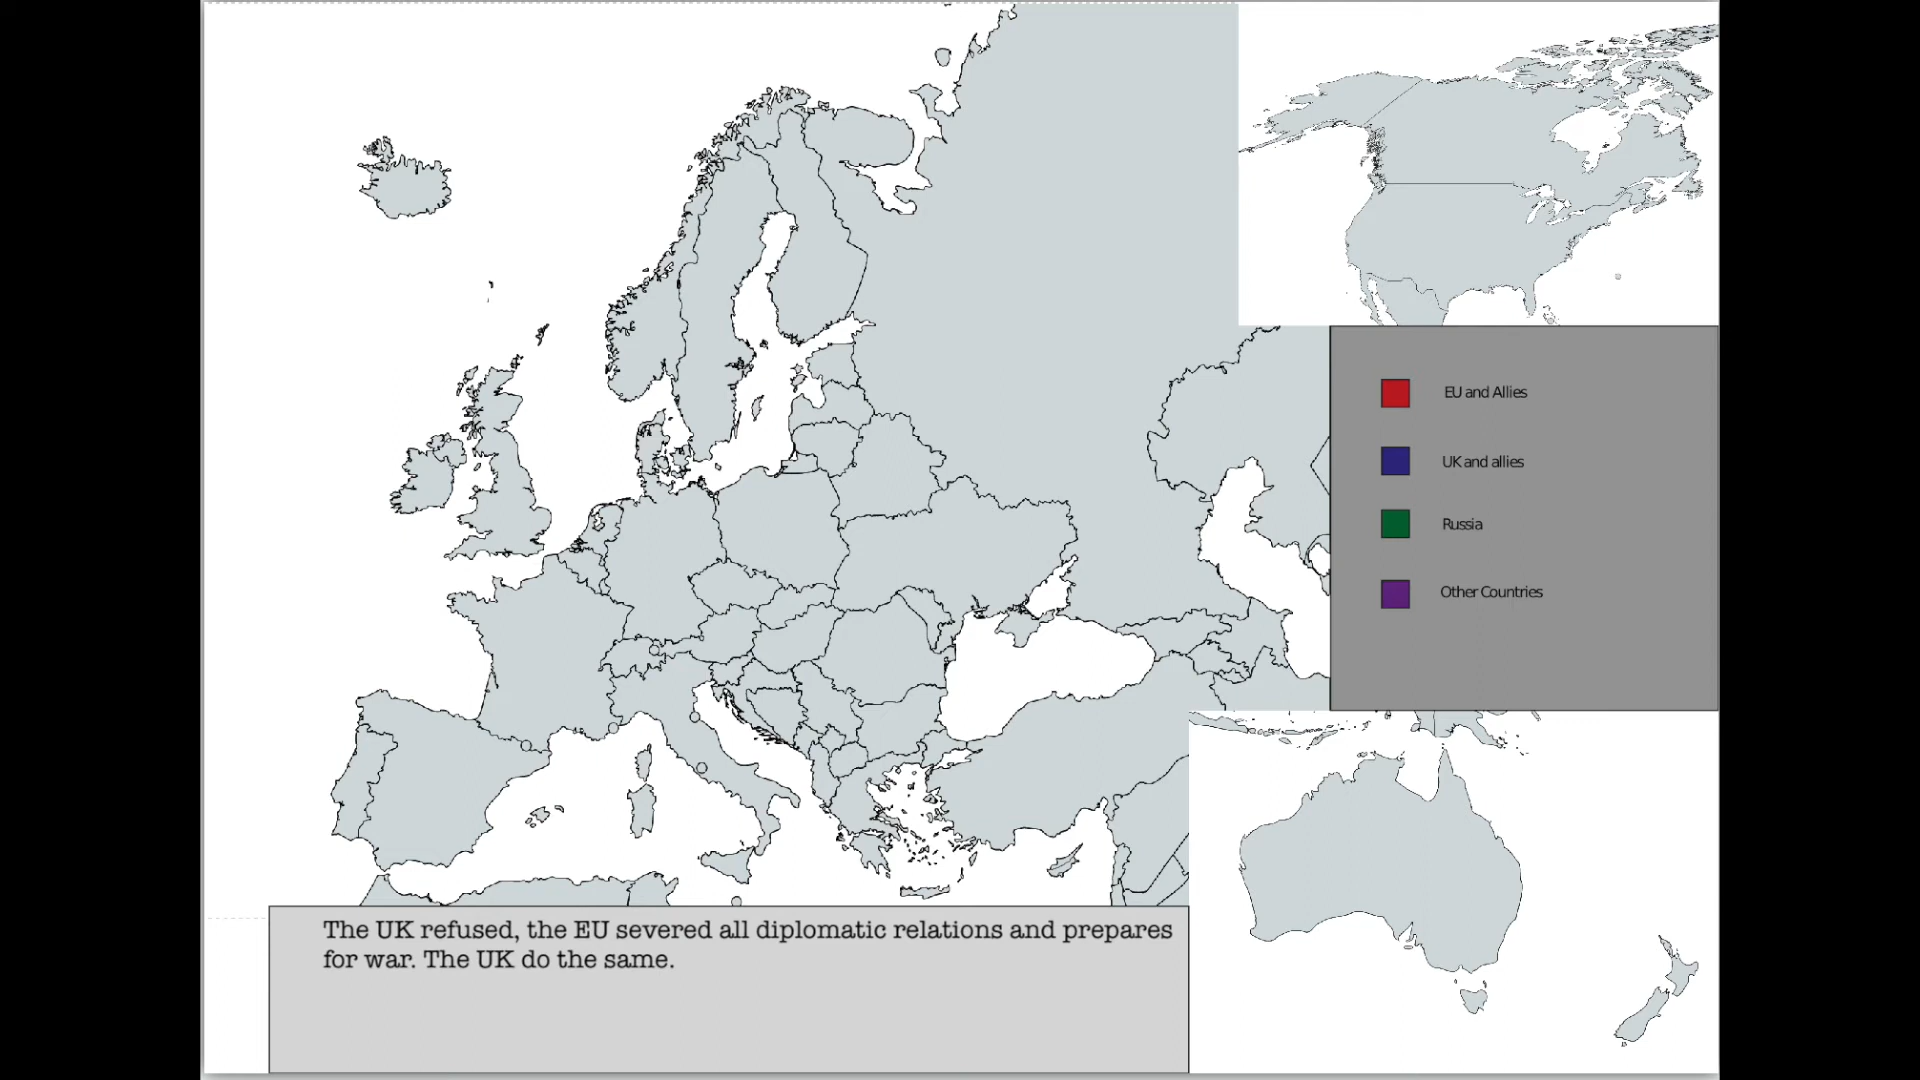 EU and Allies
UK and allies
Russia
Other Countries
The UK refused, the EU severed all diplomatic relations and prepares
for war. The UK do the same.